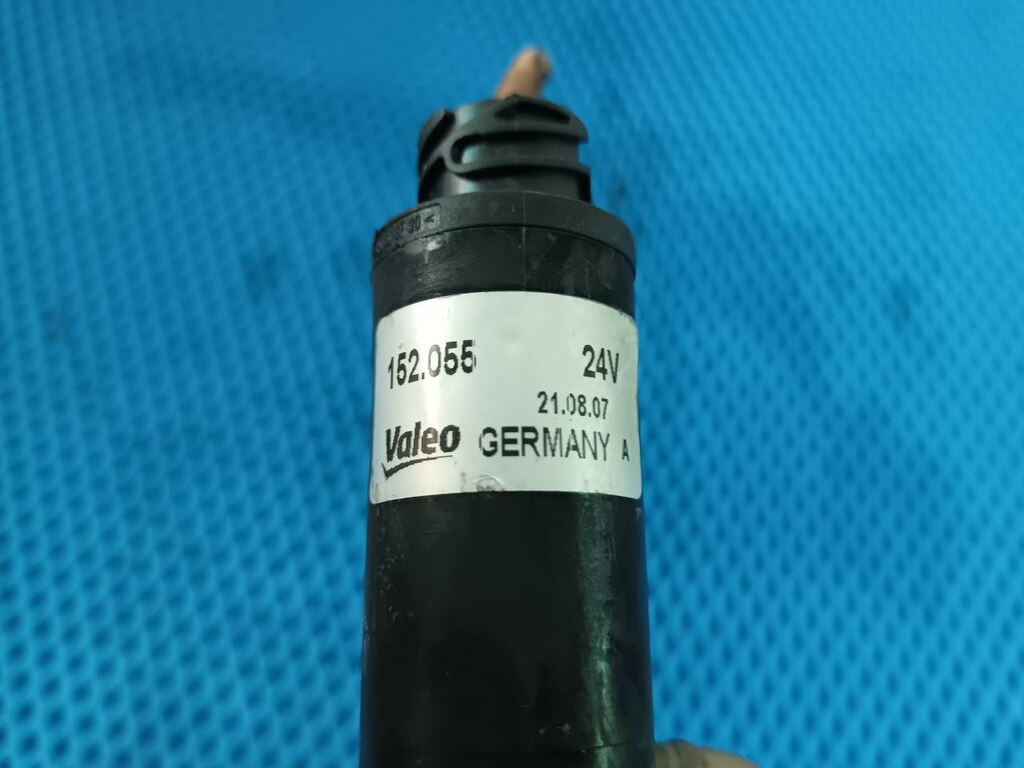 152.055 24V
21.08.07
Valeo GERMANY A